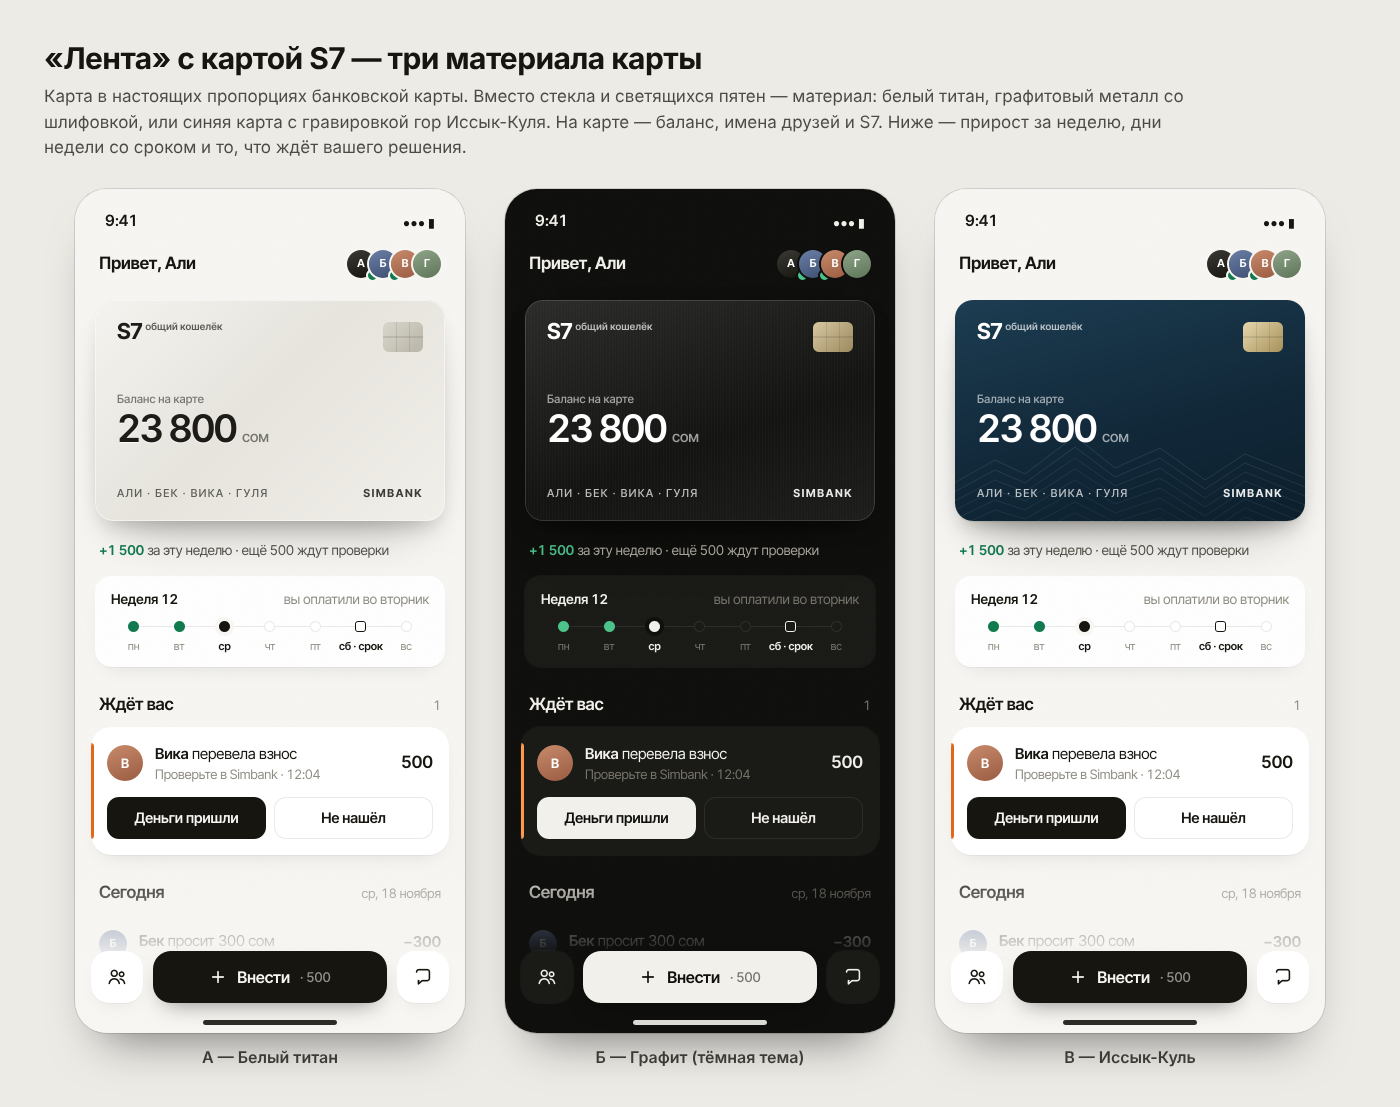 «Лента» с картой S7 — три материала карты
Карта в настоящих пропорциях банковской карты. Вместо стекла и светящихся пятен — материал: белый титан, графитовый металл со
шлифовкой, или синяя карта с гравировкой гор Иссык-Куля. На карте — баланс, имена друзей и S7. Ниже — прирост за неделю, дни
недели со сроком и то, что ждёт вашего решения.
9:41
Привет, Али
А Б В Г
S7 общий кошелёк
Баланс на карте
23 800 сом
АЛИ · БЕК · ВИКА · ГУЛЯ SIMBANK
+1 500 за эту неделю · ещё 500 ждут проверки
Неделя 12 вы оплатили во вторник
пн вт ср чт пт сб · срок вс
Ждёт вас 1
В Вика перевела взнос 500
Проверьте в Simbank · 12:04
Деньги пришли Не нашёл
Сегодня ср, 18 ноября
Б Бек просит 300 сом −300
+ Внести · 500
А — Белый титан
9:41
Привет, Али
А Б В Г
S7 общий кошелёк
Баланс на карте
23 800 сом
АЛИ · БЕК · ВИКА · ГУЛЯ SIMBANK
+1 500 за эту неделю · ещё 500 ждут проверки
Неделя 12 вы оплатили во вторник
пн вт ср чт пт сб · срок вс
Ждёт вас 1
В Вика перевела взнос 500
Проверьте в Simbank · 12:04
Деньги пришли Не нашёл
Сегодня ср, 18 ноября
Б Бек просит 300 сом −300
+ Внести · 500
Б — Графит (тёмная тема)
9:41
Привет, Али
А Б В Г
S7 общий кошелёк
Баланс на карте
23 800 сом
АЛИ · БЕК · ВИКА · ГУЛЯ SIMBANK
+1 500 за эту неделю · ещё 500 ждут проверки
Неделя 12 вы оплатили во вторник
пн вт ср чт пт сб · срок вс
Ждёт вас 1
В Вика перевела взнос 500
Проверьте в Simbank · 12:04
Деньги пришли Не нашёл
Сегодня ср, 18 ноября
Б Бек просит 300 сом −300
+ Внести · 500
В — Иссык-Куль